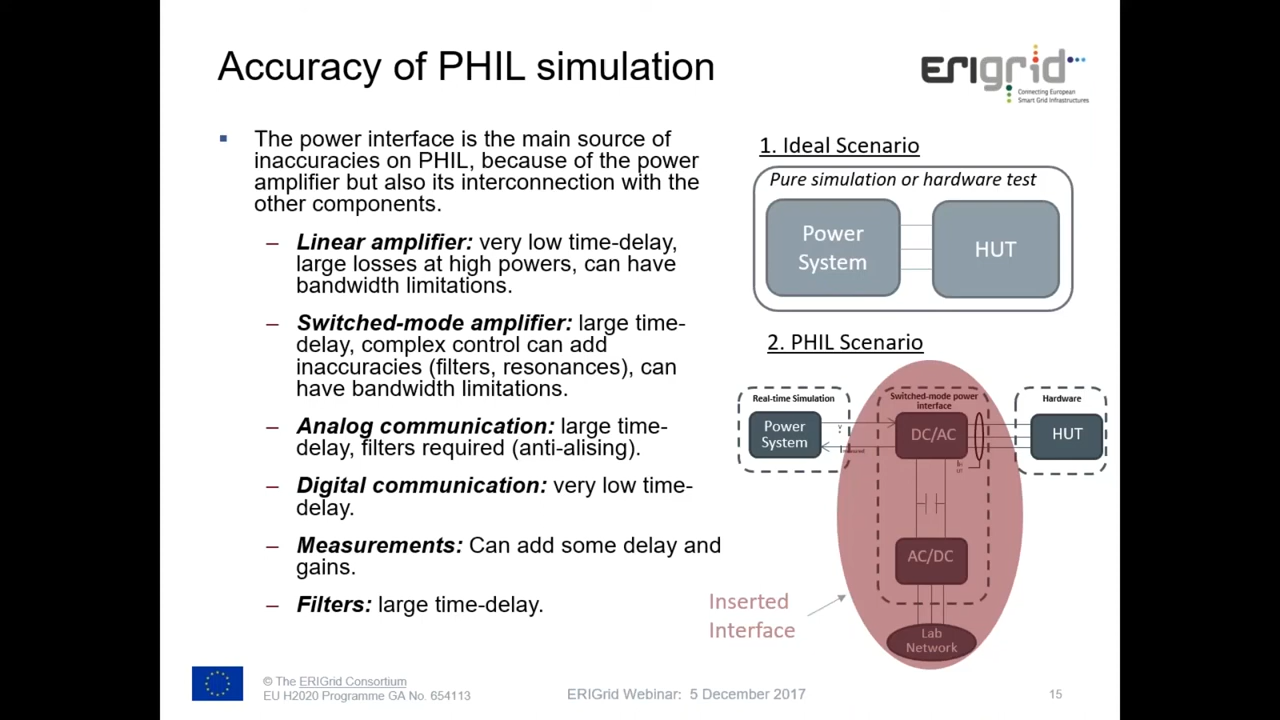 Accuracy of PHIL simulation
ERIgrid
Connecting European
Smart Grid Infrastructures
▪ The power interface is the main source of
inaccuracies on PHIL, because of the power
amplifier but also its interconnection with the
other components.
– Linear amplifier: very low time-delay,
large losses at high powers, can have
bandwidth limitations.
– Switched-mode amplifier: large time-
delay, complex control can add
inaccuracies (filters, resonances), can
have bandwidth limitations.
– Analog communication: large time-
delay, filters required (anti-alising).
– Digital communication: very low time-
delay.
– Measurements: Can add some delay and
gains.
– Filters: large time-delay.
1. Ideal Scenario
Pure simulation or hardware test
Power
System
HUT
2. PHIL Scenario
Real-time Simulation
Power
System
Switched-mode power
interface
DC/AC
Hardware
HUT
AC/DC
Lab
Network
Inserted
Interface
© The ERIGrid Consortium
EU H2020 Programme GA No. 654113
ERIGrid Webinar: 5 December 2017
15